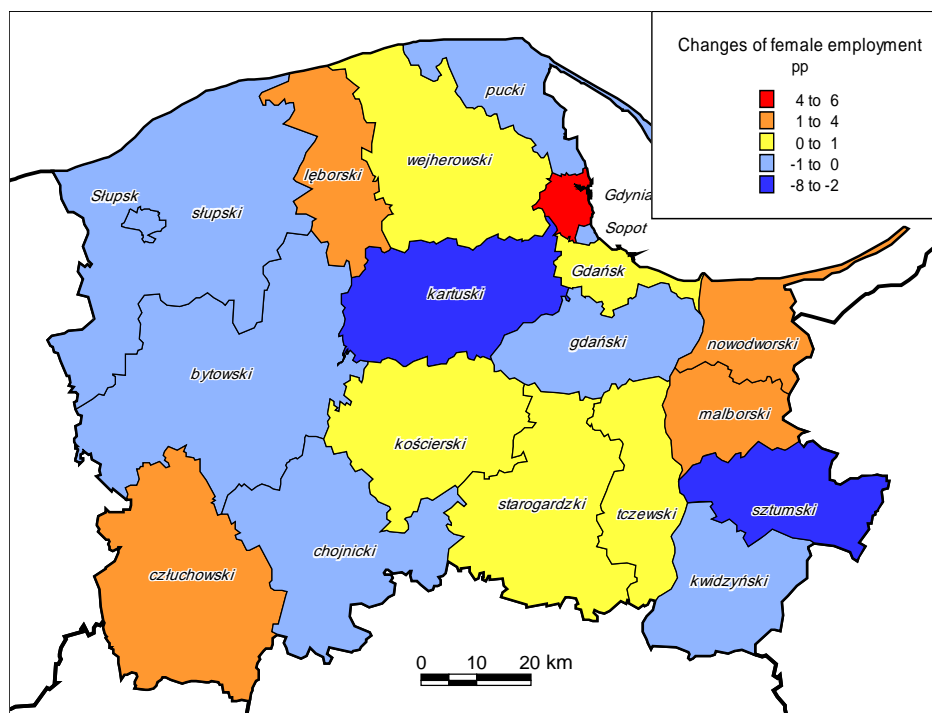 Changes of female employment
pp
4 to 6
1 to 4
0 to 1
-1 to 0
-8 to -2
pucki
wejherowski
lęborski
Słupsk
słupski
Gdynia
Sopot
Gdańsk
kartuski
gdański
nowodworski
bytowski
malborski
kościerski
starogardzki
tczewski
sztumski
chojnicki
człuchowski
kwidzyński
0 10 20 km